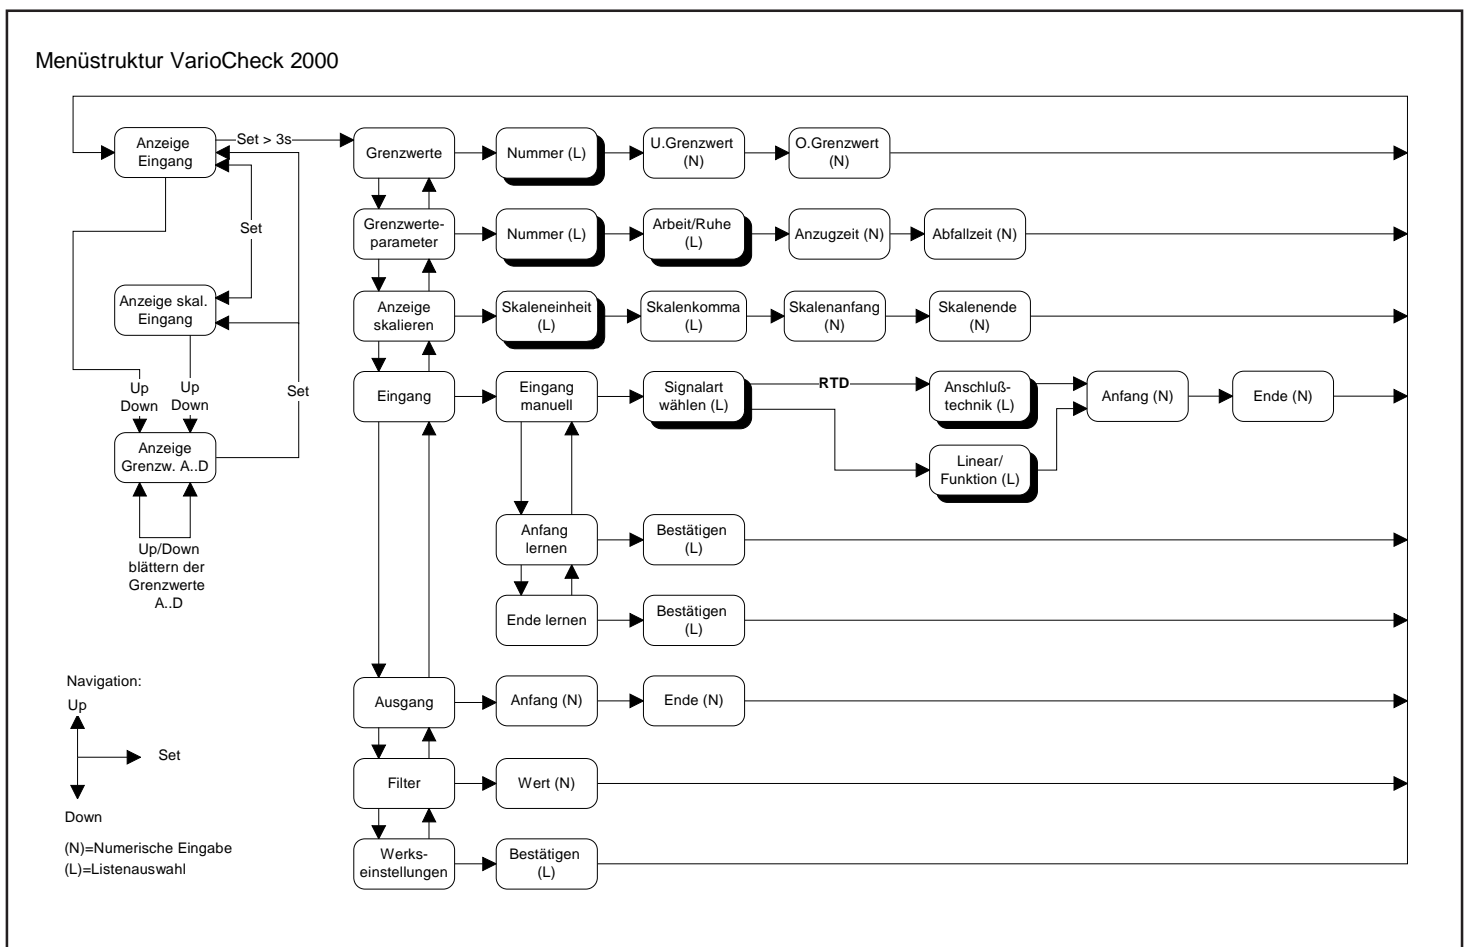 Menüstruktur VarioCheck 2000
Anzeige
Eingang
Set > 3s
Grenzwerte
Nummer (L)
U.Grenzwert
(N)
O.Grenzwert
(N)
Set
Grenzwerte-
parameter
Nummer (L)
Arbeit/Ruhe
(L)
Anzugzeit (N)
Abfallzeit (N)
Anzeige skal.
Eingang
Anzeige
skalieren
Skaleneinheit
(L)
Skalenkomma
(L)
Skalenanfang
(N)
Skalenende
(N)
Up
Down
Up
Down
Set
Eingang
Eingang
manuell
Signalart
wählen (L)
RTD
Anschluß-
technik (L)
Anfang (N)
Ende (N)
Anzeige
Grenzw. A..D
Linear/
Funktion (L)
Up/Down
blättern der
Grenzwerte
A..D
Anfang
lernen
Bestätigen
(L)
Ende lernen
Bestätigen
(L)
Navigation:
Up
Set
Down
Ausgang
Anfang (N)
Ende (N)
Filter
Wert (N)
Werks-
einstellungen
Bestätigen
(L)
(N)=Numerische Eingabe
(L)=Listenauswahl